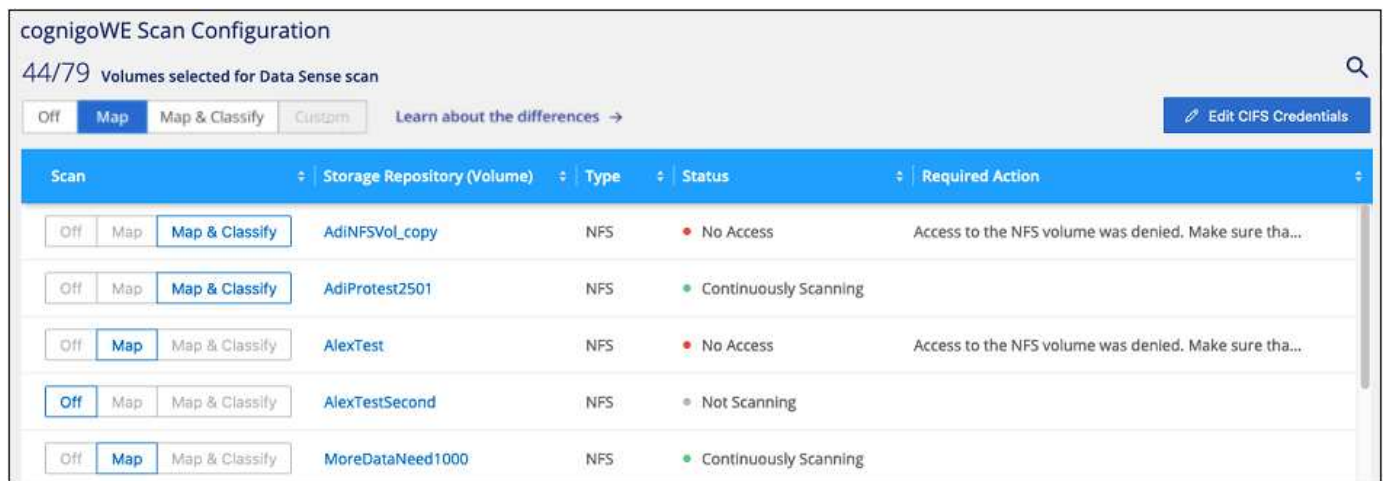 cognigoWE Scan Configuration
44/79 Volumes selected for Data Sense scan
Off Map Map & Classify Custom Learn about the differences → Edit CIFS Credentials
Scan Storage Repository (Volume) Type Status Required Action
Off Map Map & Classify AdiNFSVol_copy NFS No Access Access to the NFS volume was denied. Make sure tha...
Off Map Map & Classify AdiProtest2501 NFS Continuously Scanning
Off Map Map & Classify AlexTest NFS No Access Access to the NFS volume was denied. Make sure tha...
Off Map Map & Classify AlexTestSecond NFS Not Scanning
Off Map Map & Classify MoreDataNeed1000 NFS Continuously Scanning